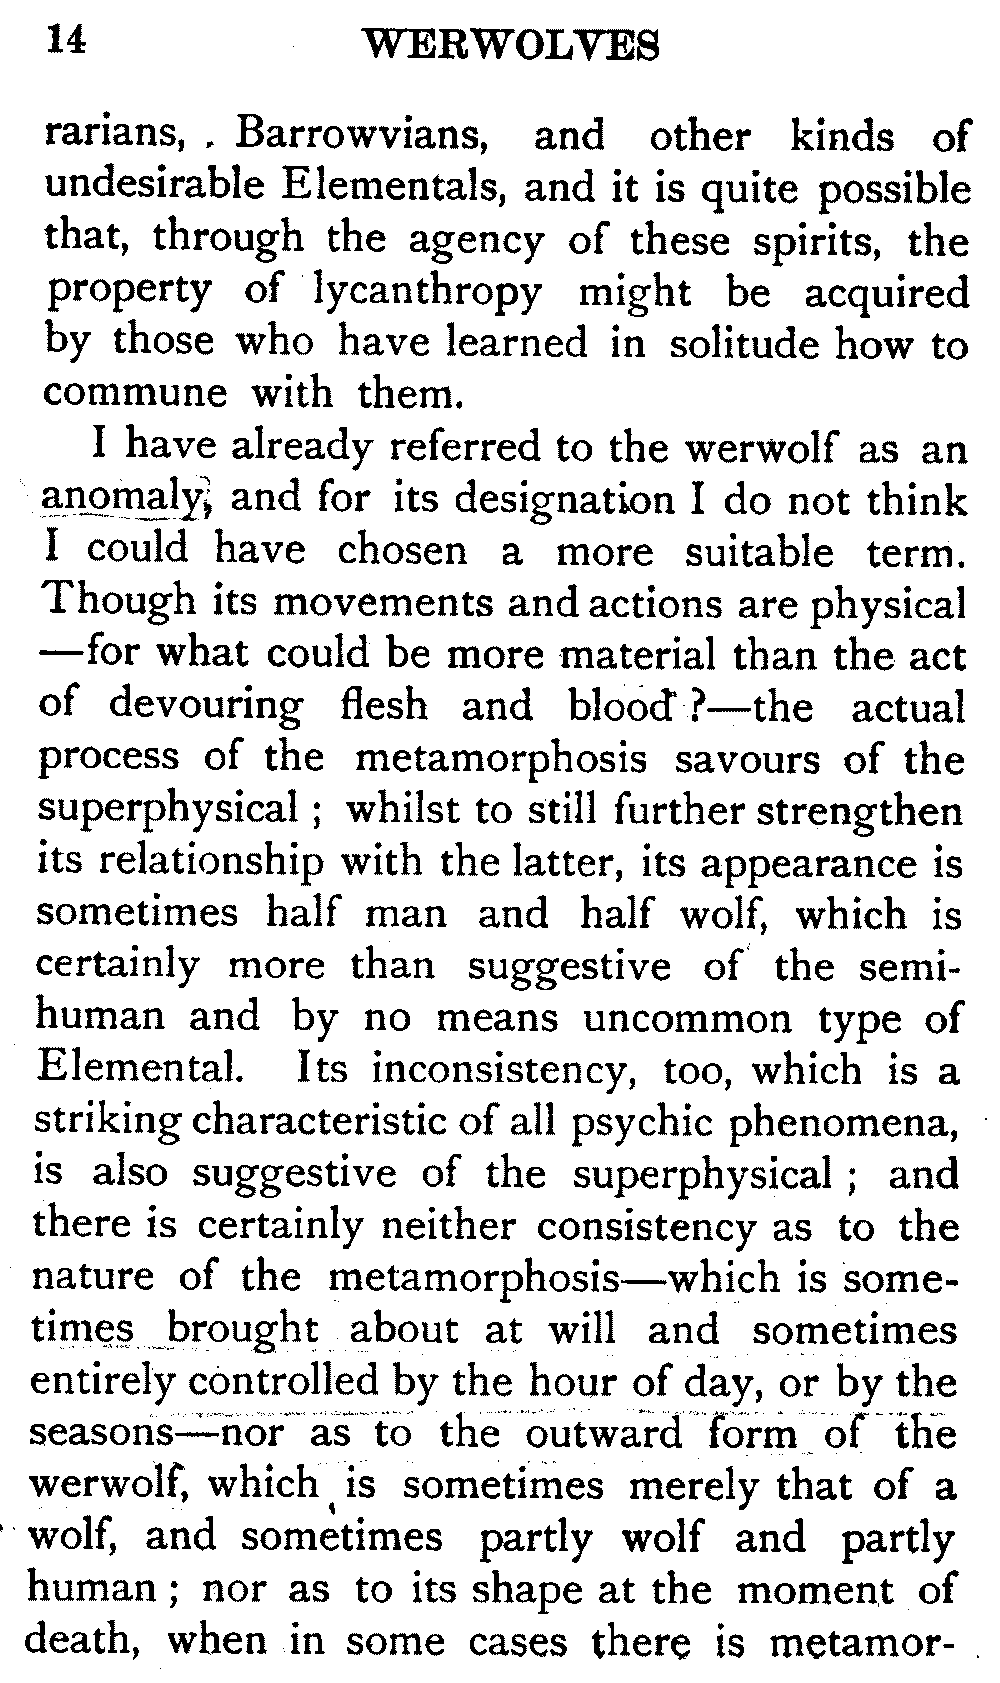 14 WERWOLVES
rarians, . Barrowvians, and other kinds of
undesirable Elementals, and it is quite possible
that, through the agency of these spirits, the
property of lycanthropy might be acquired
by those who have learned in solitude how to
commune with them.
I have already referred to the werwolf as an
anomaly, and for its designation I do not think
I could have chosen a more suitable term.
Though its movements and actions are physical
—for what could be more material than the act
of devouring flesh and blood ?—the actual
process of the metamorphosis savours of the
superphysical ; whilst to still further strengthen
its relationship with the latter, its appearance is
sometimes half man and half wolf, which is
certainly more than suggestive of the semi-
human and by no means uncommon type of
Elemental. Its inconsistency, too, which is a
striking characteristic of all psychic phenomena,
is also suggestive of the superphysical ; and
there is certainly neither consistency as to the
nature of the metamorphosis—which is some-
times brought about at will and sometimes
entirely controlled by the hour of day, or by the
seasons—nor as to the outward form of the
werwolf, which is sometimes merely that of a
wolf, and sometimes partly wolf and partly
human ; nor as to its shape at the moment of
death, when in some cases there is metamor-